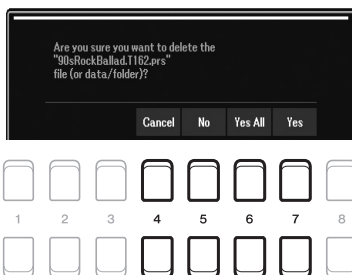 Are you sure you want to delete the
"90sRockBallad.T162.prs"
file (or data/folder)?
Cancel No Yes All Yes
1 2 3 4 5 6 7 8